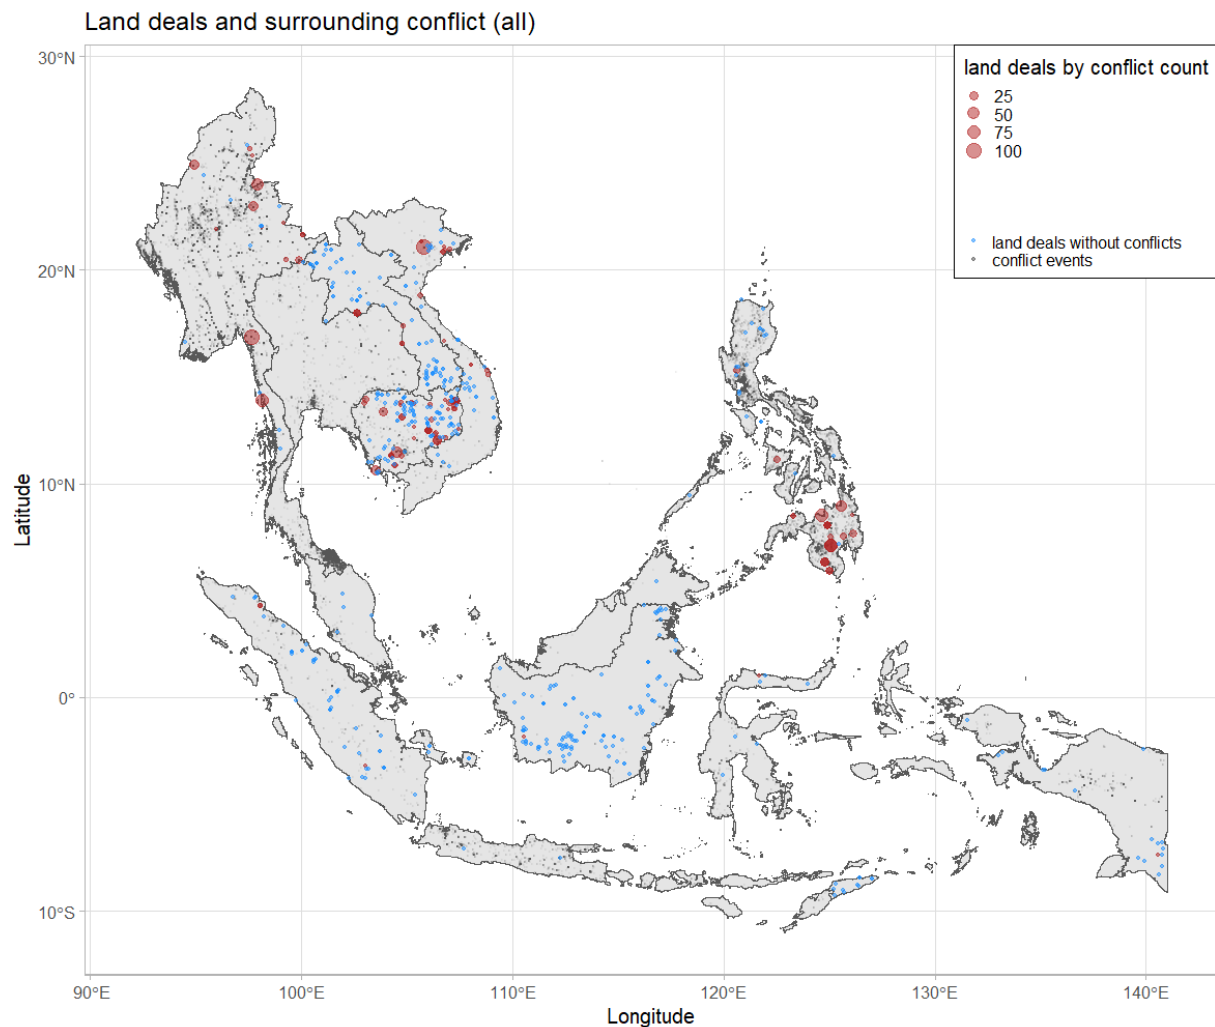 Land deals and surrounding conflict (all)
30°N
20°N
10°N
0°
10°S
Latitude
90°E
100°E
110°E
120°E
130°E
140°E
Longitude
land deals by conflict count
25
50
75
100
land deals without conflicts
conflict events